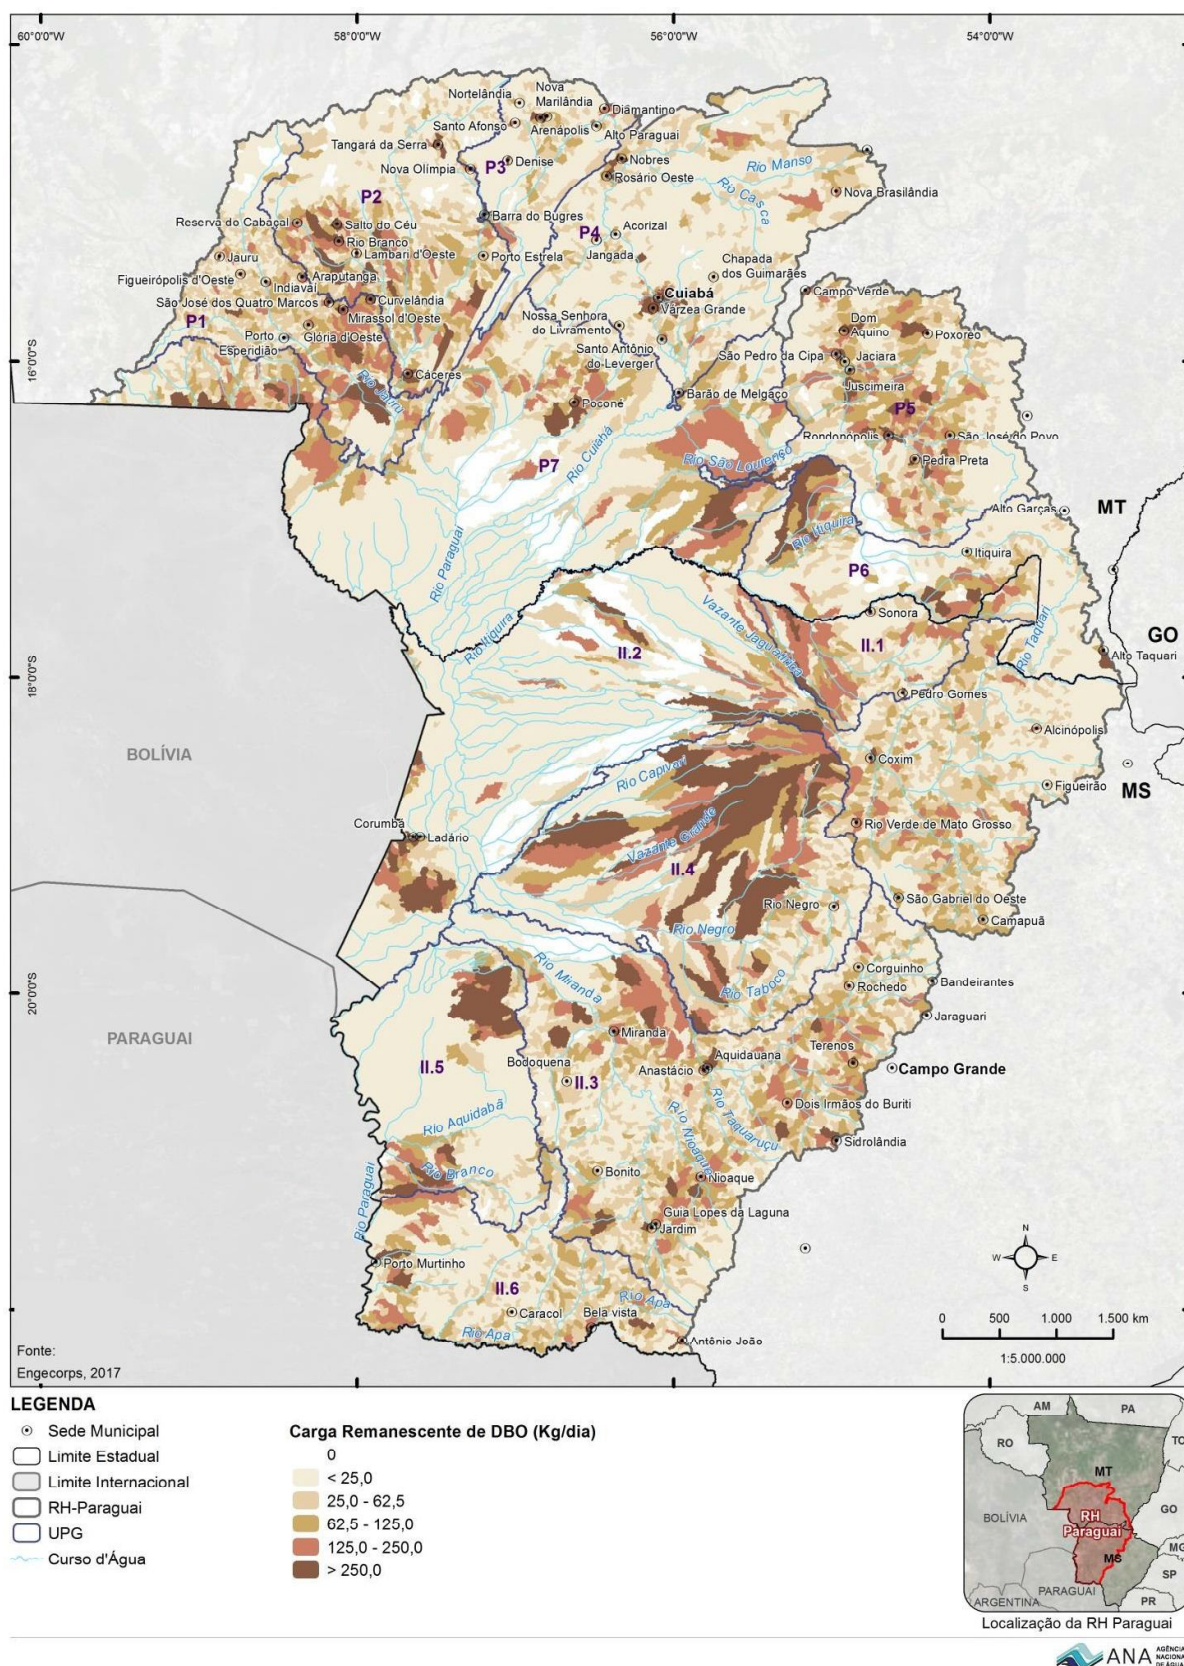 60°0'0"W
58°0'0"W
56°0'0"W
54°0'0"W
Nortelândia
Nova
Marilândia
Diamantino
Santo Afonso
Arenápolis
Alto Paraguai
Tangará da Serra
P3
Denise
Nobres
Nova Olímpia
Rosário Oeste
Rio Manso
Rio Casca
Nova Brasilândia
P2
Reserva do Cabaçal
Salto do Céu
Barra do Bugres
P4
Acorizal
Rio Branco
Jangada
Jauru
Lambari d'Oeste
Porto Estrela
Chapada
dos Guimarães
Figueirópolis d'Oeste
Araputanga
Indiavaí
Cuiabá
Campo Verde
São José dos Quatro Marcos
Curvelândia
Várzea Grande
P1
Mirassol d'Oeste
Nossa Senhora
do Livramento
Dom
Aquino
Poxoréo
Porto
Esperidião
Glória d'Oeste
Santo Antônio
do Leverger
São Pedro da Cipa
Jaciara
16°0'0"S
Cáceres
Juscimeira
Rio Jauru
Barão de Melgaço
Poconé
P5
Rondonópolis
São José do Povo
Rio Cuiabá
Rio São Lourenço
Pedra Preta
P7
MT
Alto Garças
Rio Itiquira
Itiquira
Rio Paraguai
P6
Vazante Jaguariba
Sonora
GO
Rio Itiquira
II.2
II.1
Rio Taquari
Alto Taquari
18°0'0"S
Pedro Gomes
BOLÍVIA
Alcinópolis
Coxim
Rio Capivari
Figueirão
MS
Corumbá
Ladário
Vazante Grande
Rio Verde de Mato Grosso
II.4
Rio Negro
São Gabriel do Oeste
Camapuã
Rio Negro
Rio Miranda
Corguinho
Rio Taboco
Rochedo
Bandeirantes
20°0'0"S
Jaraguari
PARAGUAI
Miranda
Terenos
Bodoquena
Aquidauana
II.5
II.3
Anastácio
Campo Grande
Rio Aquidabã
Rio Nioaque
Rio Taquaruçu
Dois Irmãos do Buriti
Sidrolândia
Rio Branco
Bonito
Nioaque
Rio Paraguai
Guia Lopes da Laguna
Jardim
N
W
E
S
Porto Murtinho
II.6
Rio Apa
Caracol
Bela vista
Rio Apa
Antônio João
0 500 1.000 1.500 km
1:5.000.000
Fonte:
Engecorps, 2017
LEGENDA
Sede Municipal
Limite Estadual
Limite Internacional
RH-Paraguai
UPG
Curso d'Água
Carga Remanescente de DBO (Kg/dia)
0
< 25,0
25,0 - 62,5
62,5 - 125,0
125,0 - 250,0
> 250,0
AM
PA
RO
TO
MT
BOLÍVIA
GO
RH
Paraguai
MS
MG
SP
PARAGUAI
ARGENTINA
PR
Localização da RH Paraguai
ANA
AGÊNCIA
NACIONAL
DE ÁGUA